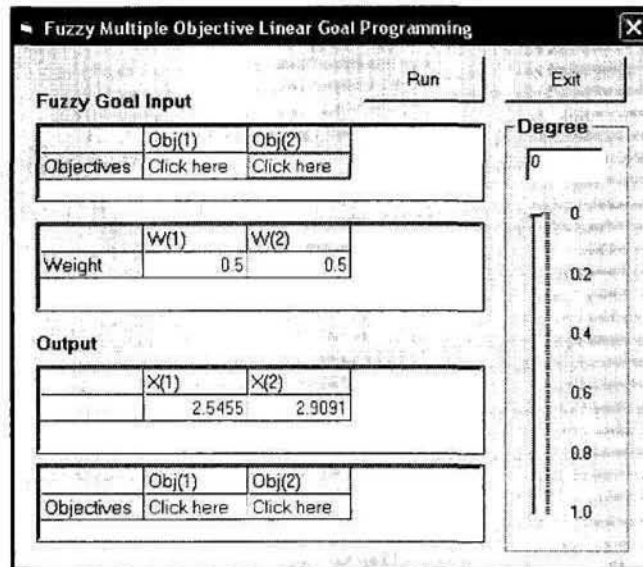 Fuzzy Multiple Objective Linear Goal Programming
Run
Exit
Fuzzy Goal Input
Obj(1) Obj(2)
Objectives Click here Click here
W(1) W(2)
Weight 0.5 0.5
Output
X(1) X(2)
2.5455 2.9091
Obj(1) Obj(2)
Objectives Click here Click here
Degree
0
0
0.2
0.4
0.6
0.8
1.0